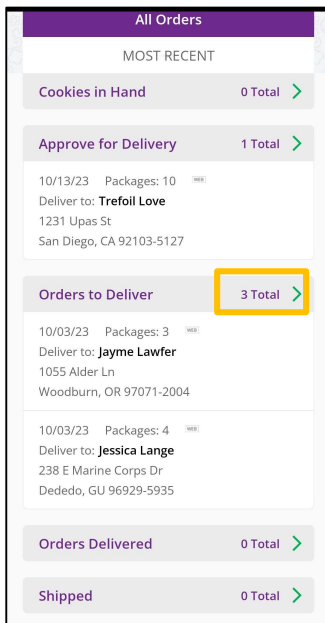 All Orders
MOST RECENT
Cookies in Hand 0 Total
Approve for Delivery 1 Total
10/13/23 Packages: 10 WEB
Deliver to: Trefoil Love
1231 Upas St
San Diego, CA 92103-5127
Orders to Deliver 3 Total
10/03/23 Packages: 3 WEB
Deliver to: Jayme Lawfer
1055 Alder Ln
Woodburn, OR 97071-2004
10/03/23 Packages: 4 WEB
Deliver to: Jessica Lange
238 E Marine Corps Dr
Dededo, GU 96929-5935
Orders Delivered 0 Total
Shipped 0 Total